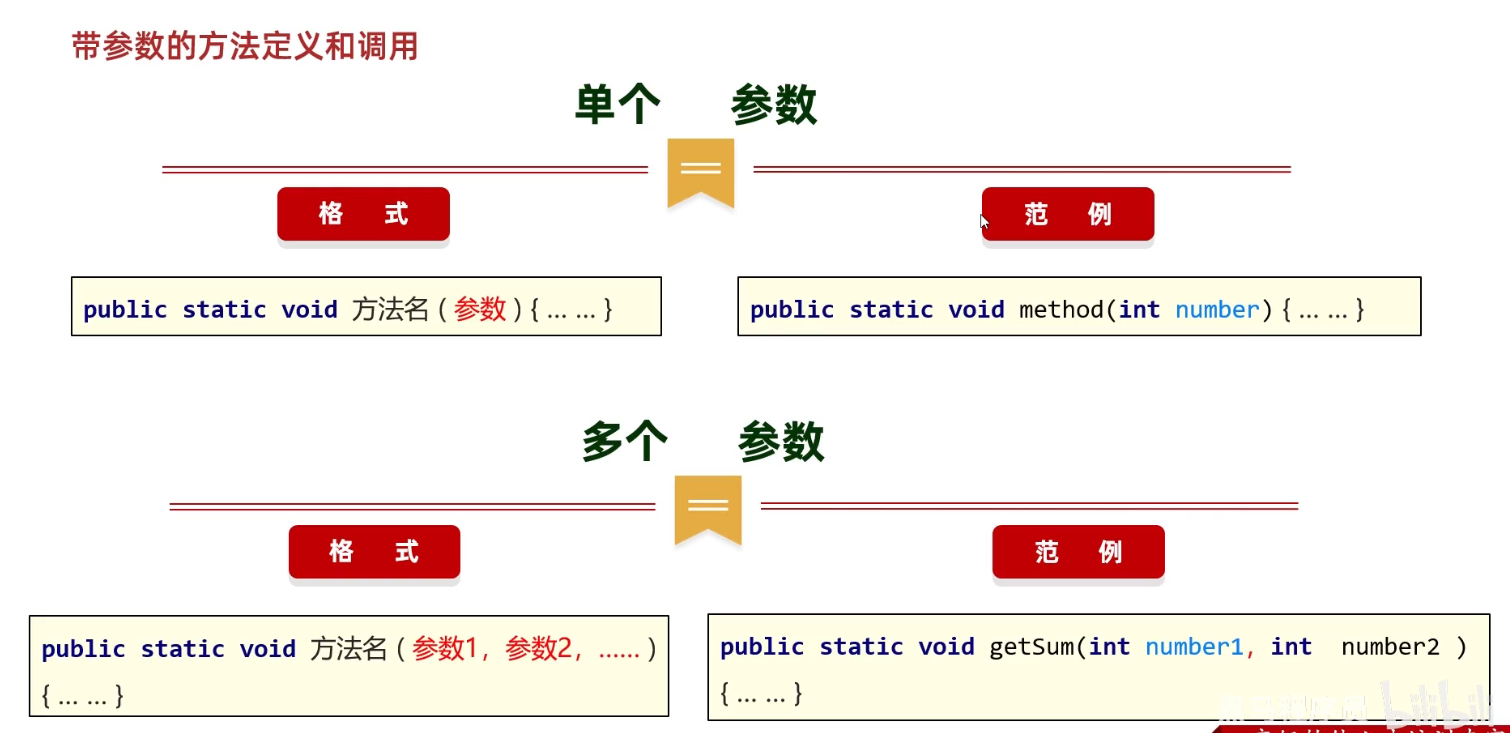 带参数的方法定义和调用
单个 参数
格 式
范 例
public static void 方法名(参数){... ...}
public static void method(int number){... ...}
多个 参数
格 式
范 例
public static void 方法名(参数1，参数2，......)
{... ...}
public static void getSum(int number1, int number2 )
{... ...}
bilibili